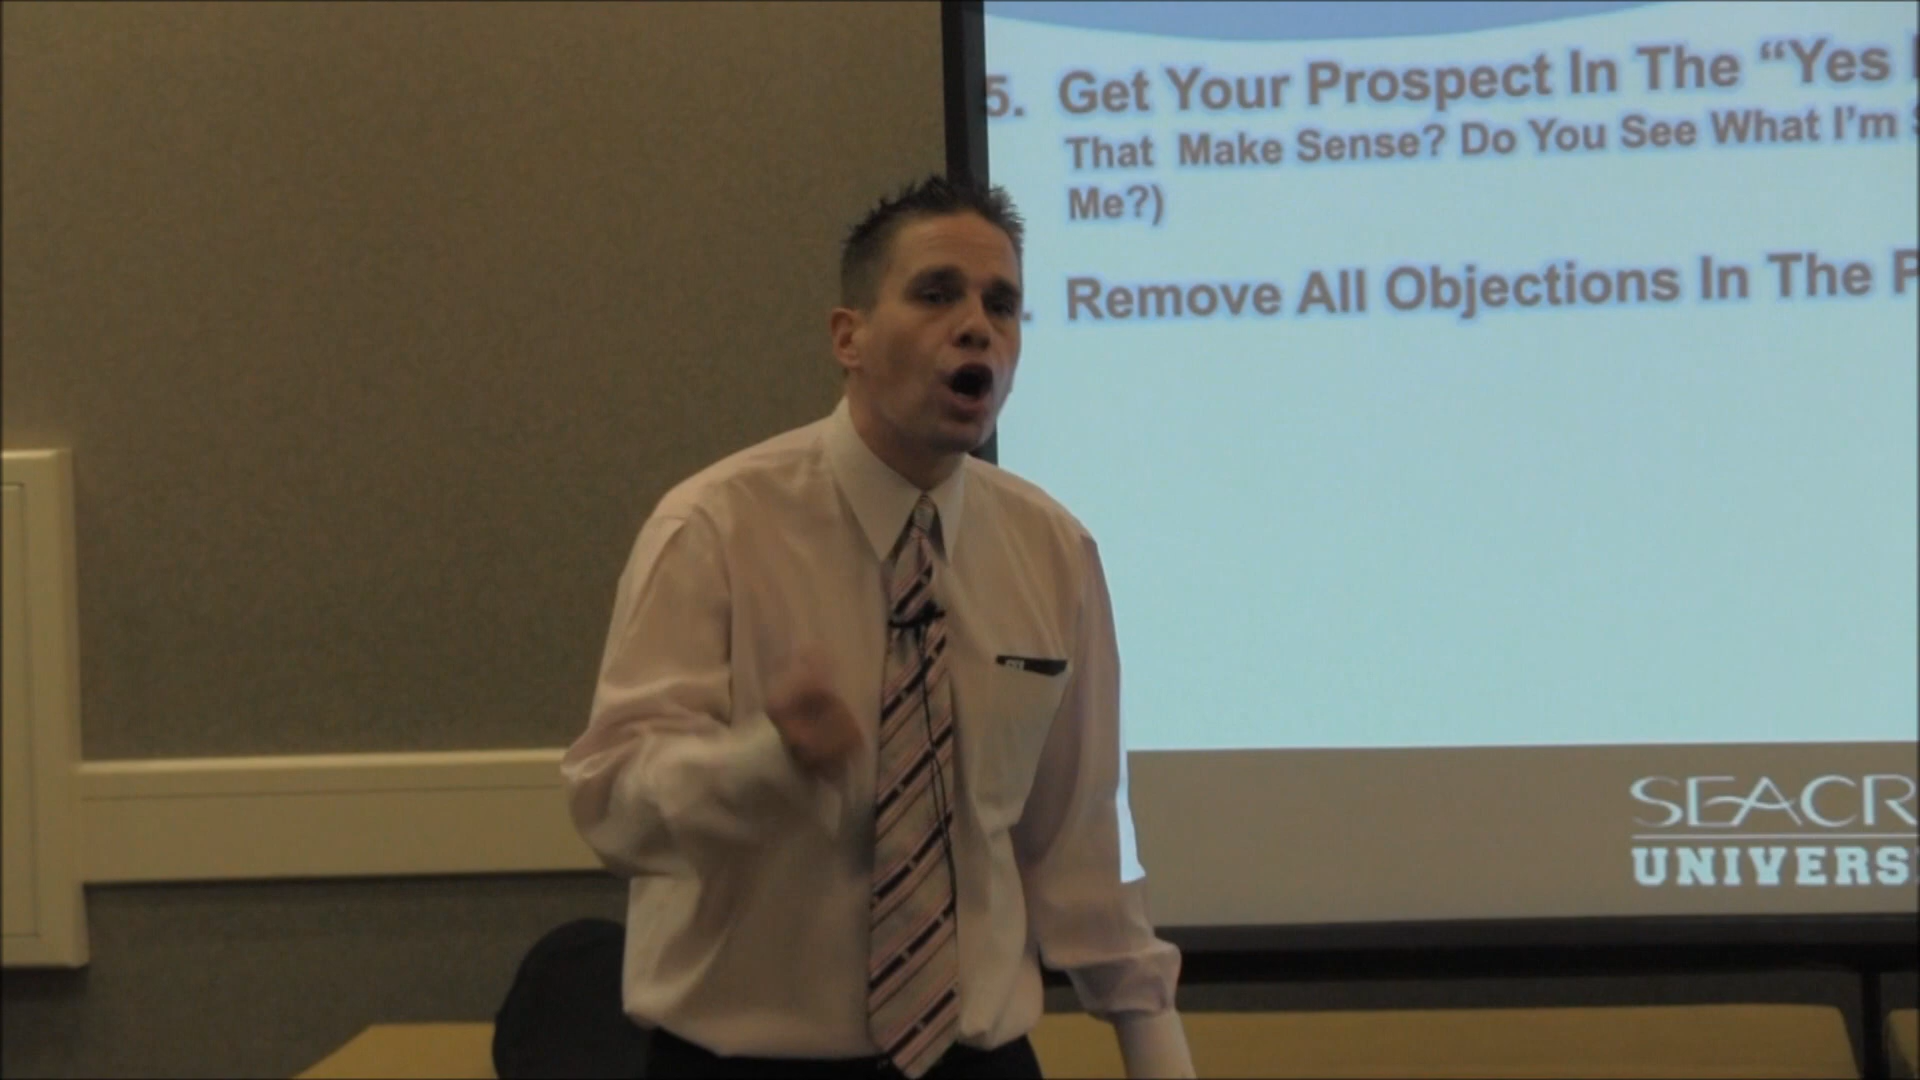 5. Get Your Prospect In The “Yes
That Make Sense? Do You See What I’m
Me?)
. Remove All Objections In The
SEACR
UNIVERS